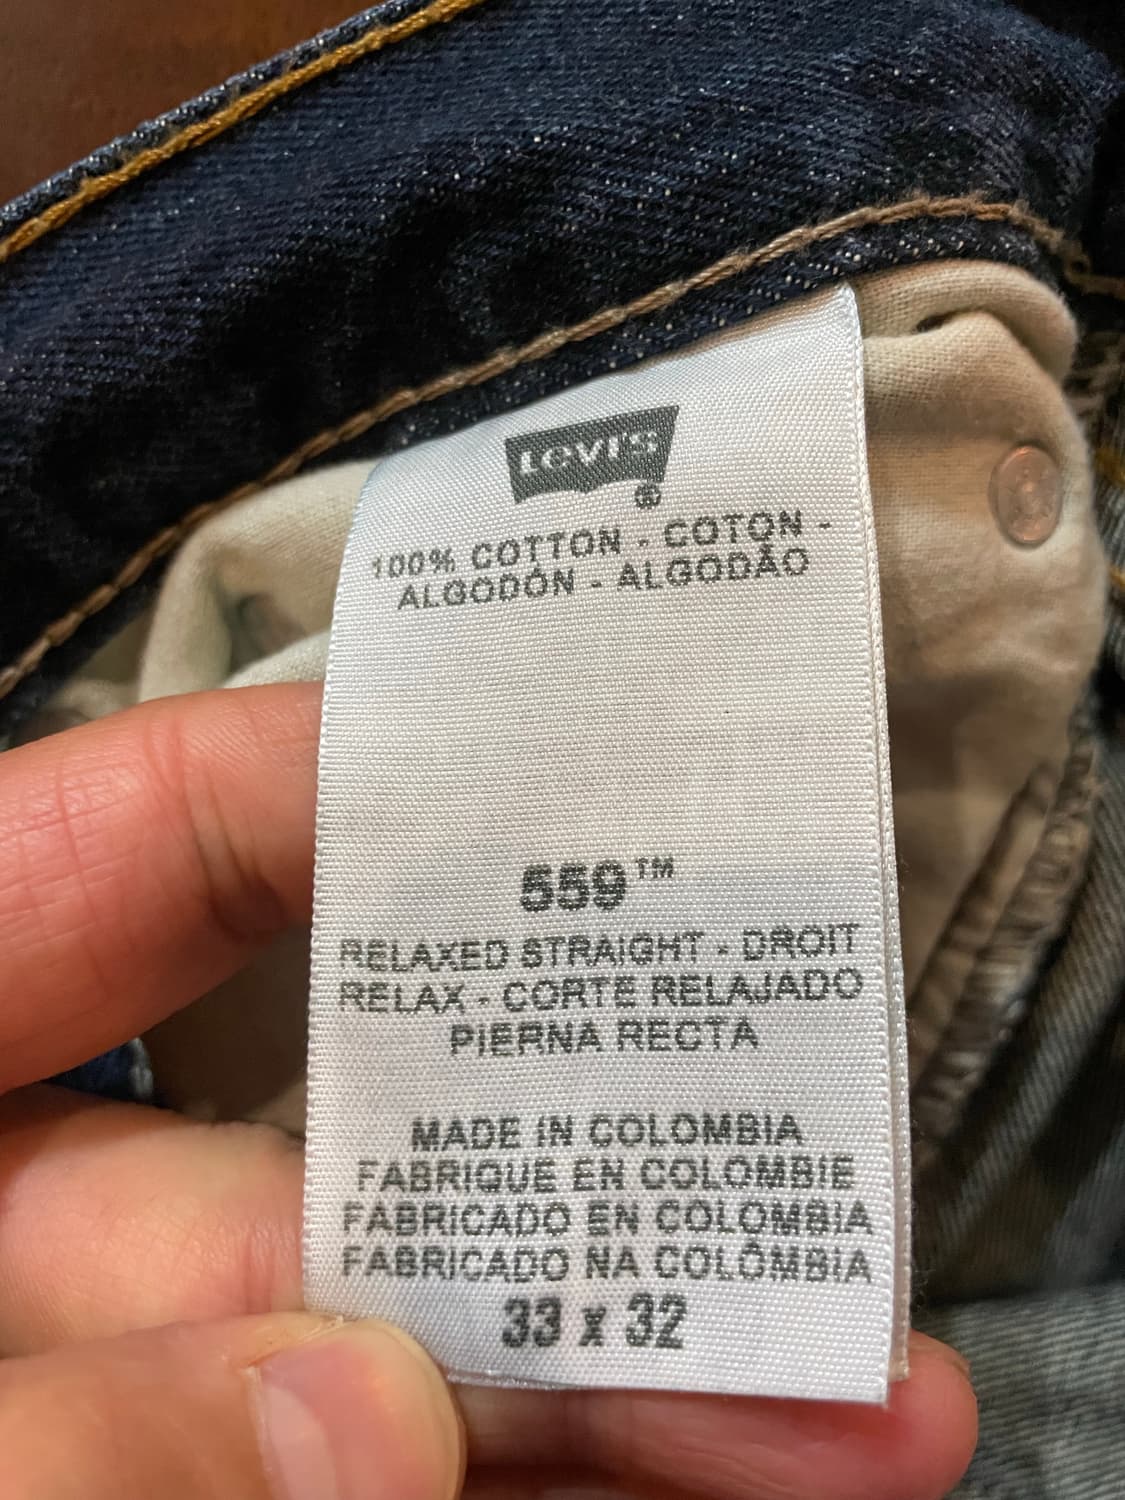 Levi's ®
100% COTTON - COTON -
ALGODÓN - ALGODÃO
559™
RELAXED STRAIGHT - DROIT
RELAX - CORTE RELAJADO
PIERNA RECTA
MADE IN COLOMBIA
FABRIQUE EN COLOMBIE
FABRICADO EN COLOMBIA
FABRICADO NA COLÔMBIA
33 x 32